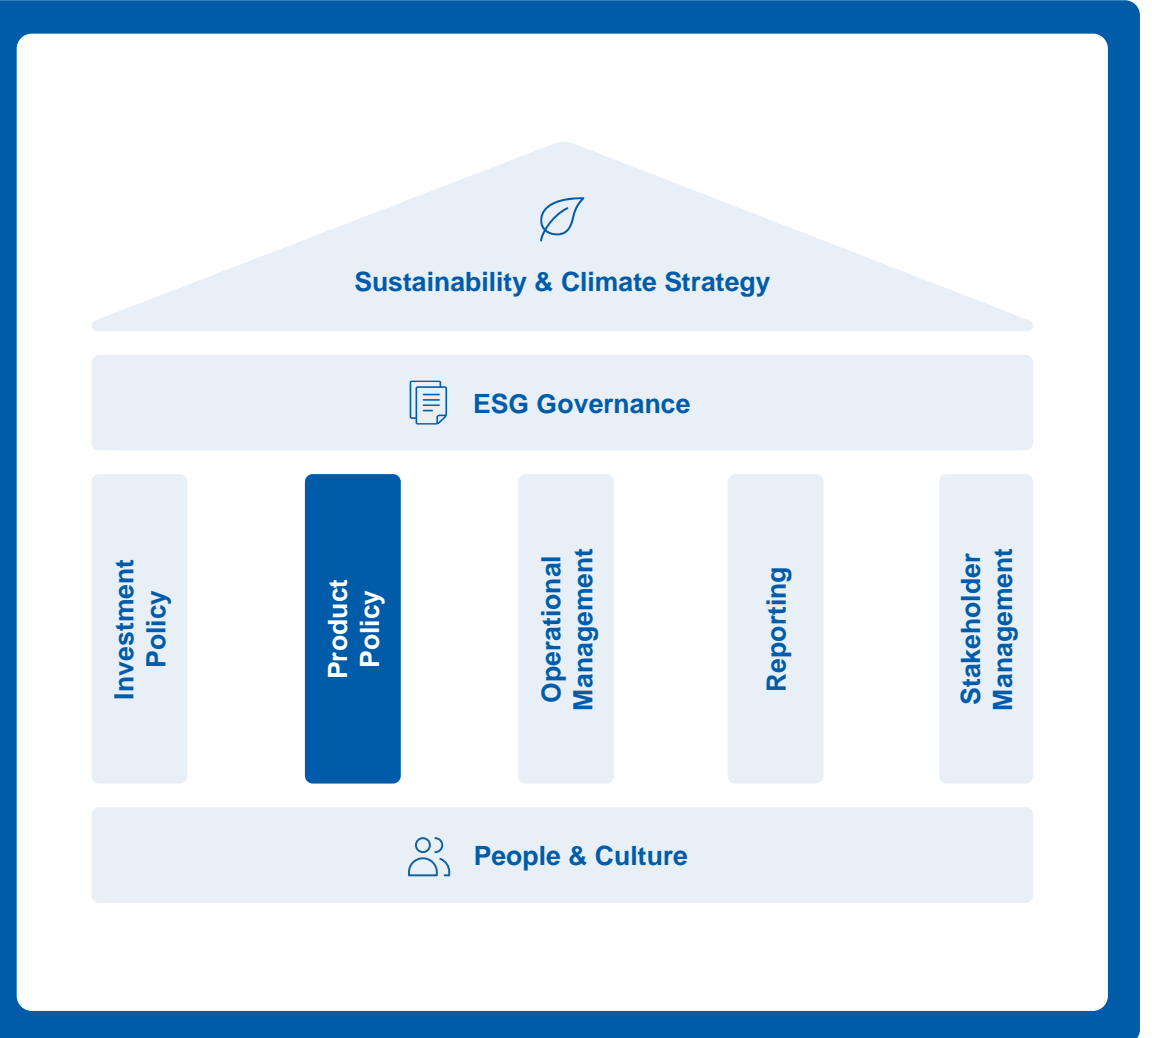 Sustainability & Climate Strategy
ESG Governance
Investment
Policy
Product
Policy
Operational
Management
Reporting
Stakeholder
Management
People & Culture